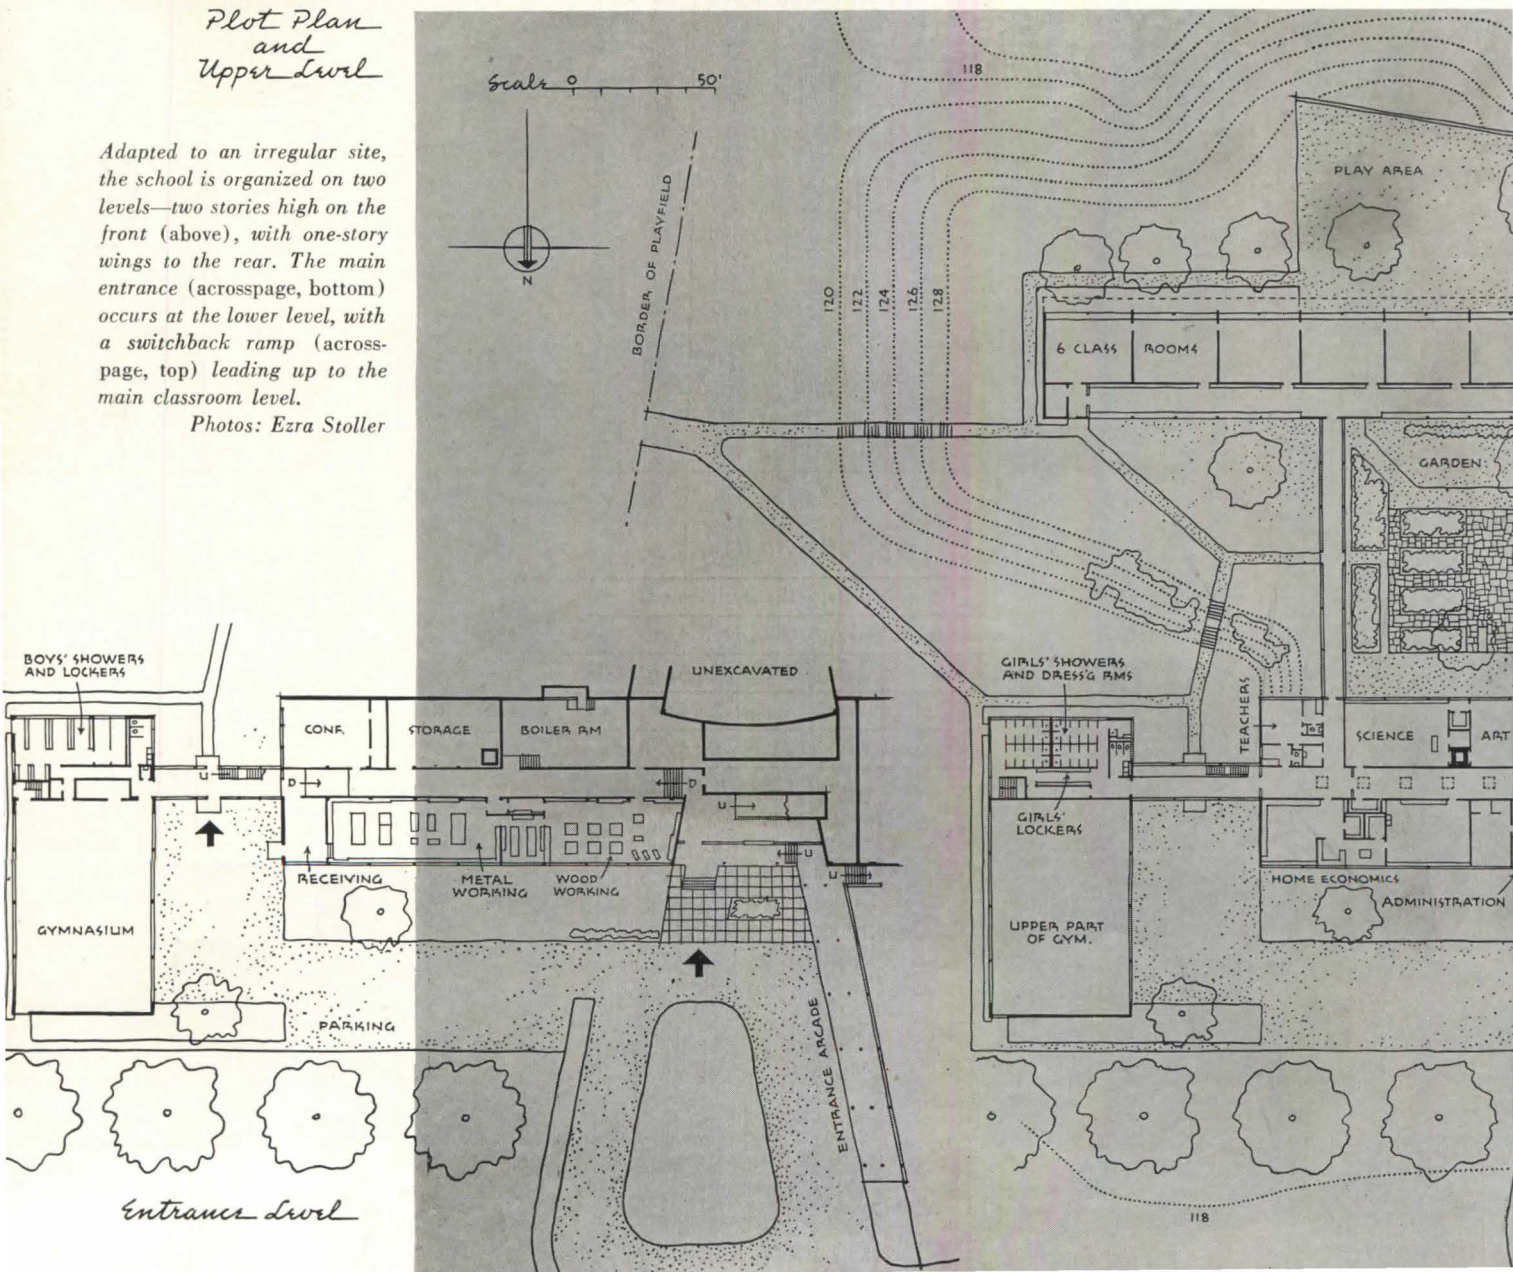 Plot Plan
and
Upper Level
Adapted to an irregular site,
the school is organized on two
levels—two stories high on the
front (above), with one-story
wings to the rear. The main
entrance (acrosspage, bottom)
occurs at the lower level, with
a switchback ramp (across-
page, top) leading up to the
main classroom level.
Photos: Ezra Stoller
Scale 0 50'
N
BORDER OF PLAYFIELD
118
120
122
124
126
128
PLAY AREA
6 CLASS ROOMS
GARDEN
BOYS' SHOWERS
AND LOCKERS
CONF.
STORAGE
BOILER RM
UNEXCAVATED
U
D
D
U
U
U
RECEIVING
METAL
WORKING
WOOD
WORKING
GYMNASIUM
PARKING
ENTRANCE ARCADE
Entrance Level
GIRLS' SHOWERS
AND DRESS'G RMS
TEACHERS
SCIENCE
ART
GIRLS'
LOCKERS
HOME ECONOMICS
ADMINISTRATION
UPPER PART
OF GYM.
118